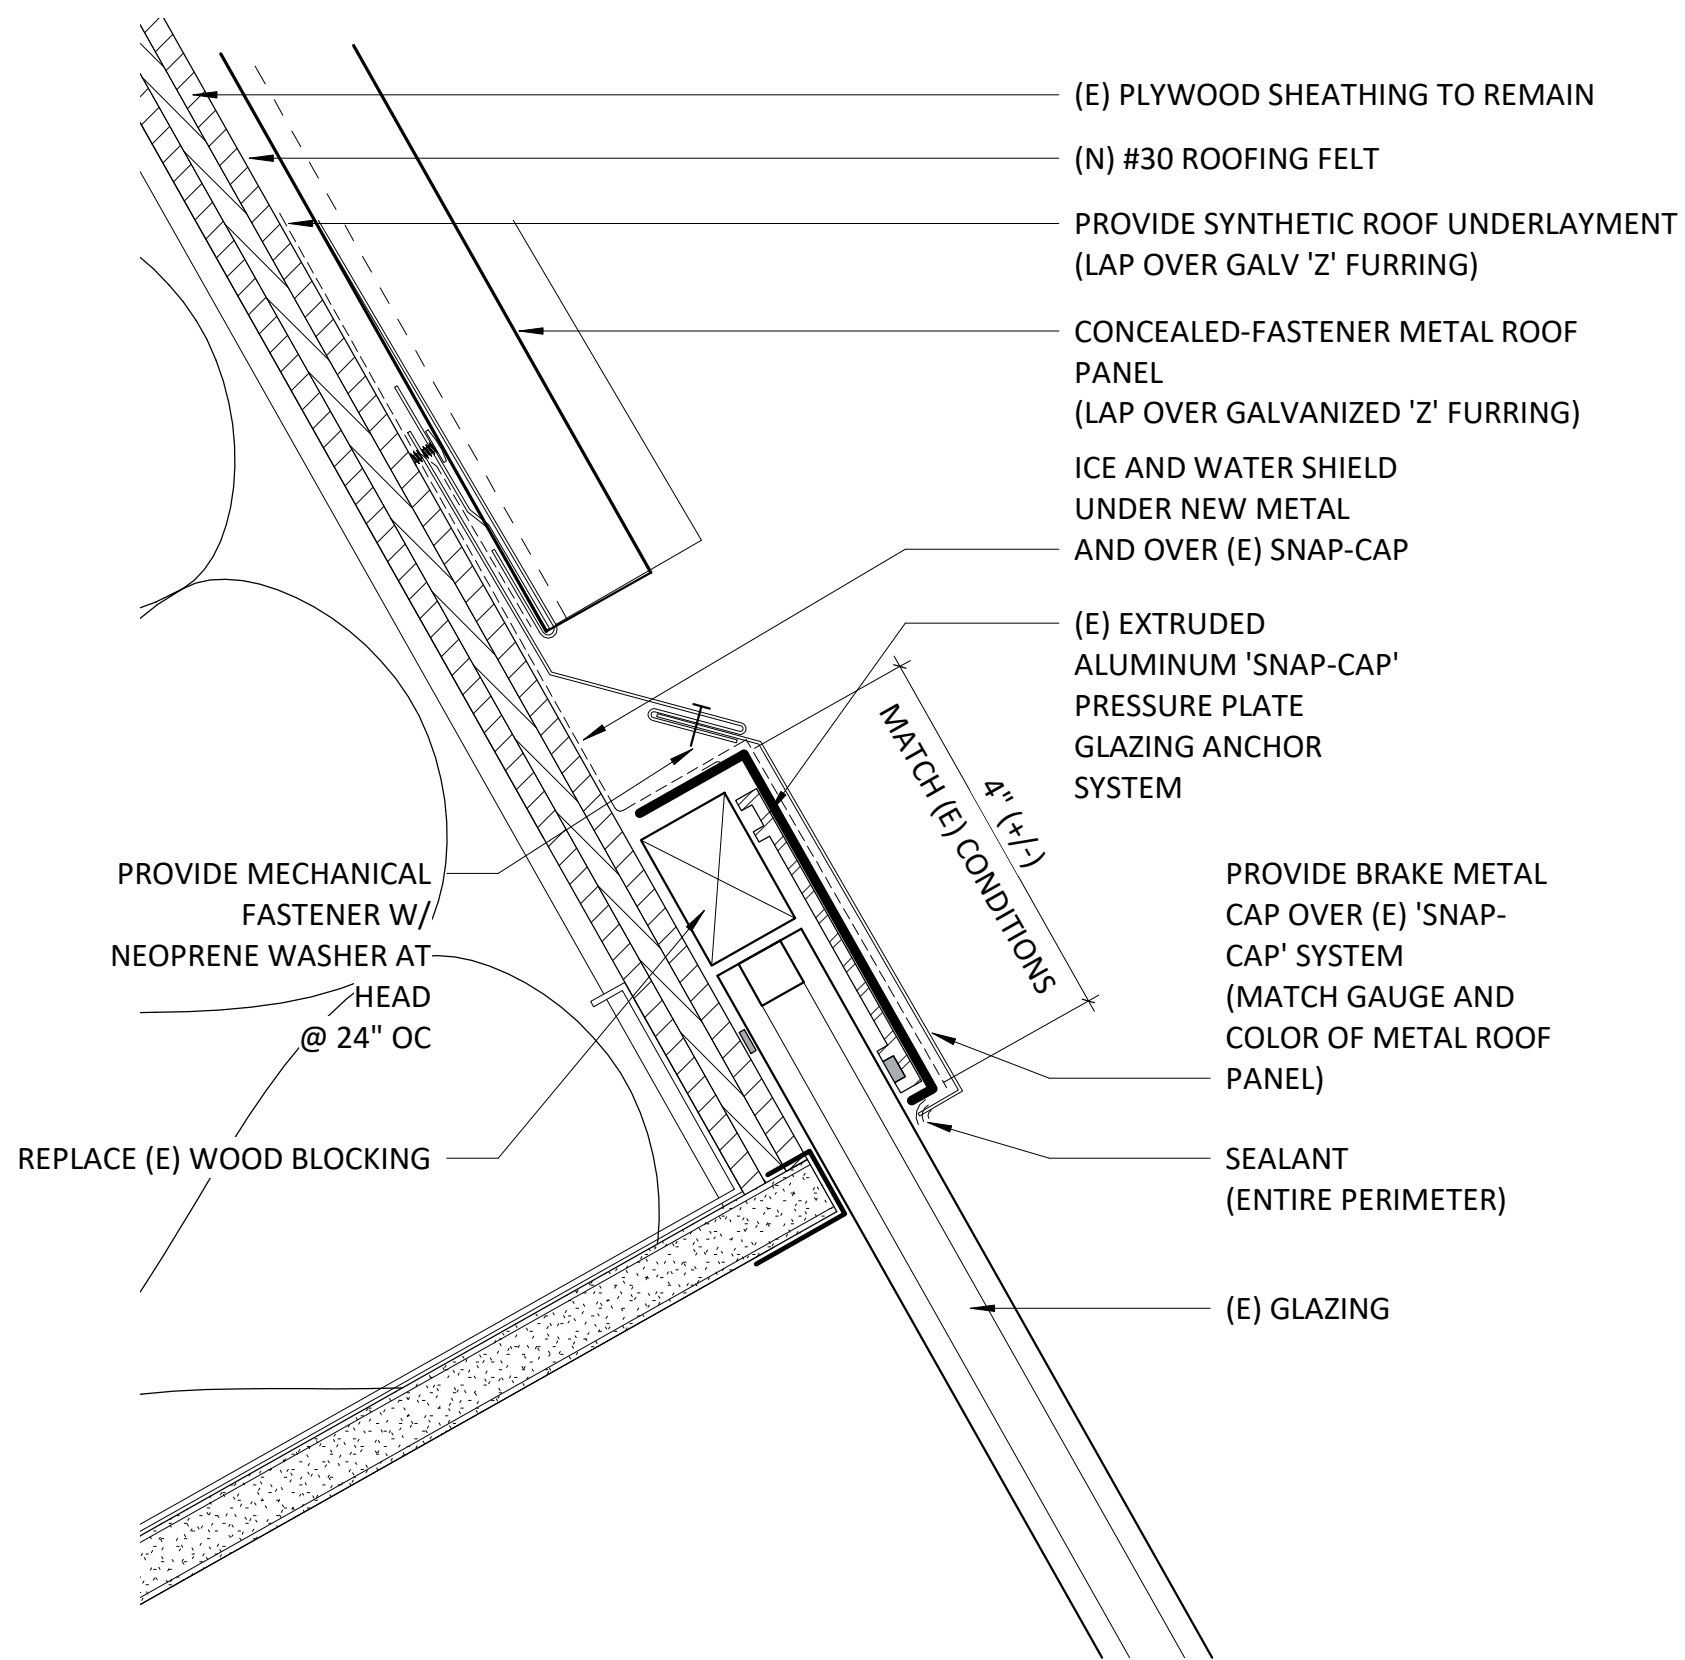 (E) PLYWOOD SHEATHING TO REMAIN
(N) #30 ROOFING FELT
PROVIDE SYNTHETIC ROOF UNDERLAYMENT
(LAP OVER GALV 'Z' FURRING)
CONCEALED-FASTENER METAL ROOF
PANEL
(LAP OVER GALVANIZED 'Z' FURRING)
ICE AND WATER SHIELD
UNDER NEW METAL
AND OVER (E) SNAP-CAP
(E) EXTRUDED
ALUMINUM 'SNAP-CAP'
PRESSURE PLATE
GLAZING ANCHOR
SYSTEM
4" (+/-)
MATCH (E) CONDITIONS
PROVIDE MECHANICAL
FASTENER W/
NEOPRENE WASHER AT
HEAD
@ 24" OC
PROVIDE BRAKE METAL
CAP OVER (E) 'SNAP-
CAP' SYSTEM
(MATCH GAUGE AND
COLOR OF METAL ROOF
PANEL)
REPLACE (E) WOOD BLOCKING
SEALANT
(ENTIRE PERIMETER)
(E) GLAZING